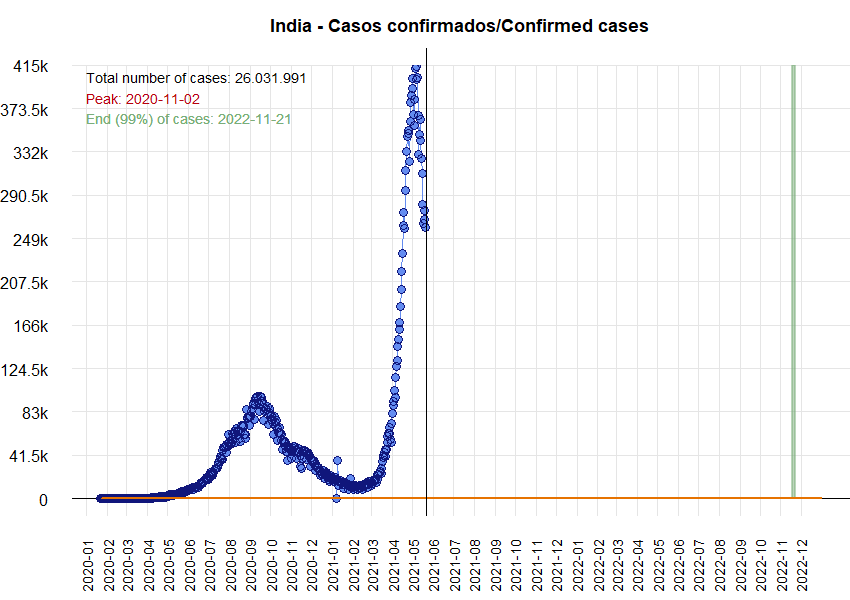 India - Casos confirmados/Confirmed cases
415k
Total number of cases: 26.031.991
Peak: 2020-11-02
373.5k
End (99%) of cases: 2022-11-21
332k
290.5k
249k
207.5k
166k
124.5k
83k
41.5k
0
2020-01
2020-02
2020-03
2020-04
2020-05
2020-06
2020-07
2020-08
2020-09
2020-10
2020-11
2020-12
2021-01
2021-02
2021-03
2021-04
2021-05
2021-06
2021-07
2021-08
2021-09
2021-10
2021-11
2021-12
2022-01
2022-02
2022-03
2022-04
2022-05
2022-06
2022-07
2022-08
2022-09
2022-10
2022-11
2022-12